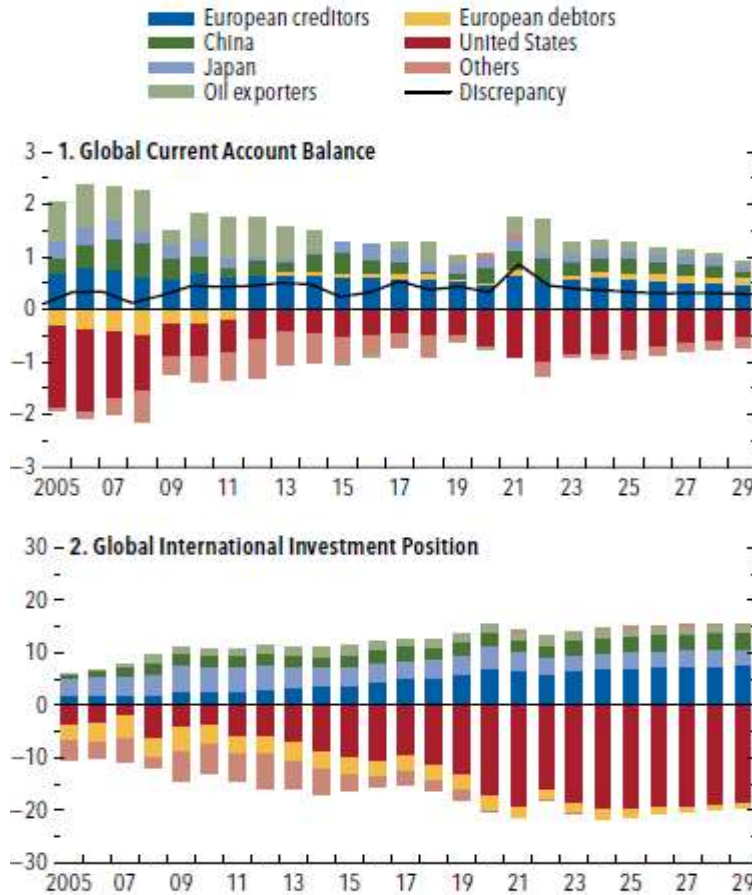 European creditors European debtors
China United States
Japan Others
Oil exporters Discrepancy
3 – 1. Global Current Account Balance
2
1
0
–1
–2
–3
2005 07 09 11 13 15 17 19 21 23 25 27 29
30 – 2. Global International Investment Position
20
10
0
–10
–20
–30
2005 07 09 11 13 15 17 19 21 23 25 27 29